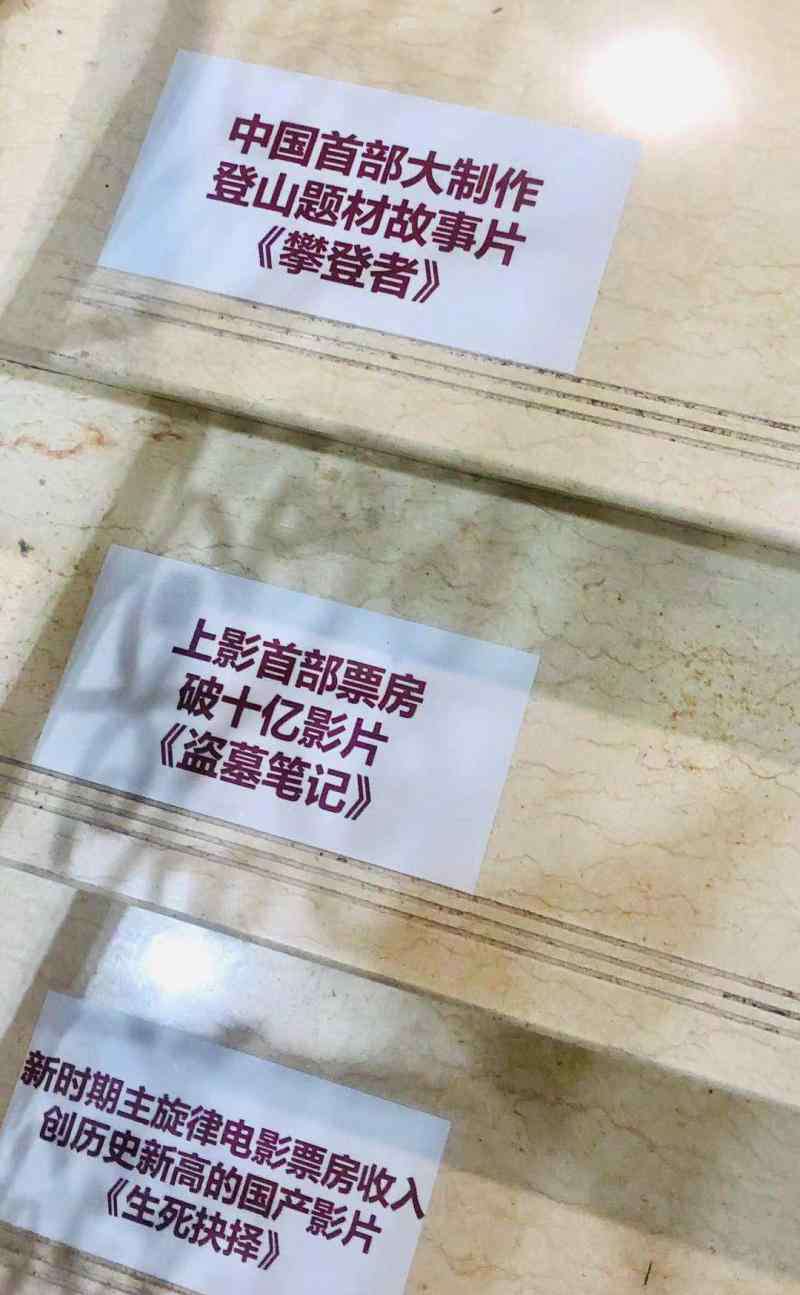 中国首部大制作
登山题材故事片
《攀登者》
上影首部票房
破十亿影片
《盗墓笔记》
新时期主旋律电影票房收入
创历史新高的国产影片
《生死抉择》